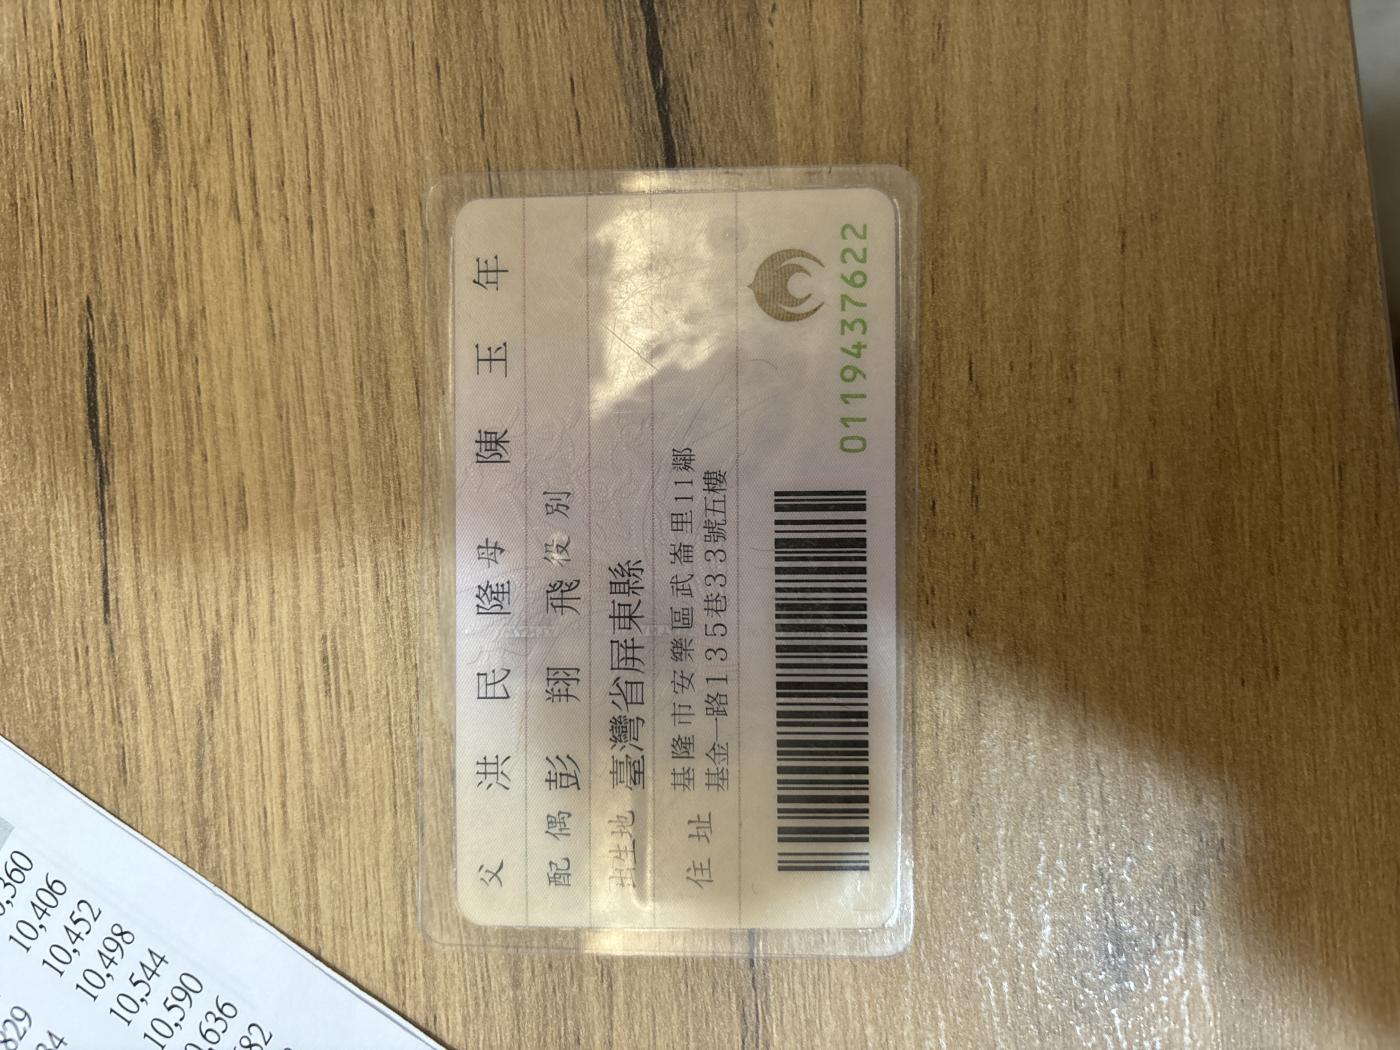 父 洪民隆 母 陳玉年
配偶 彭翔飛 役別
出生地 臺灣省屏東縣
住址 基隆市安樂區武崙里11鄰
基金一路135巷33號五樓
0119437622
10,406
10,452
10,498
10,544
10,590